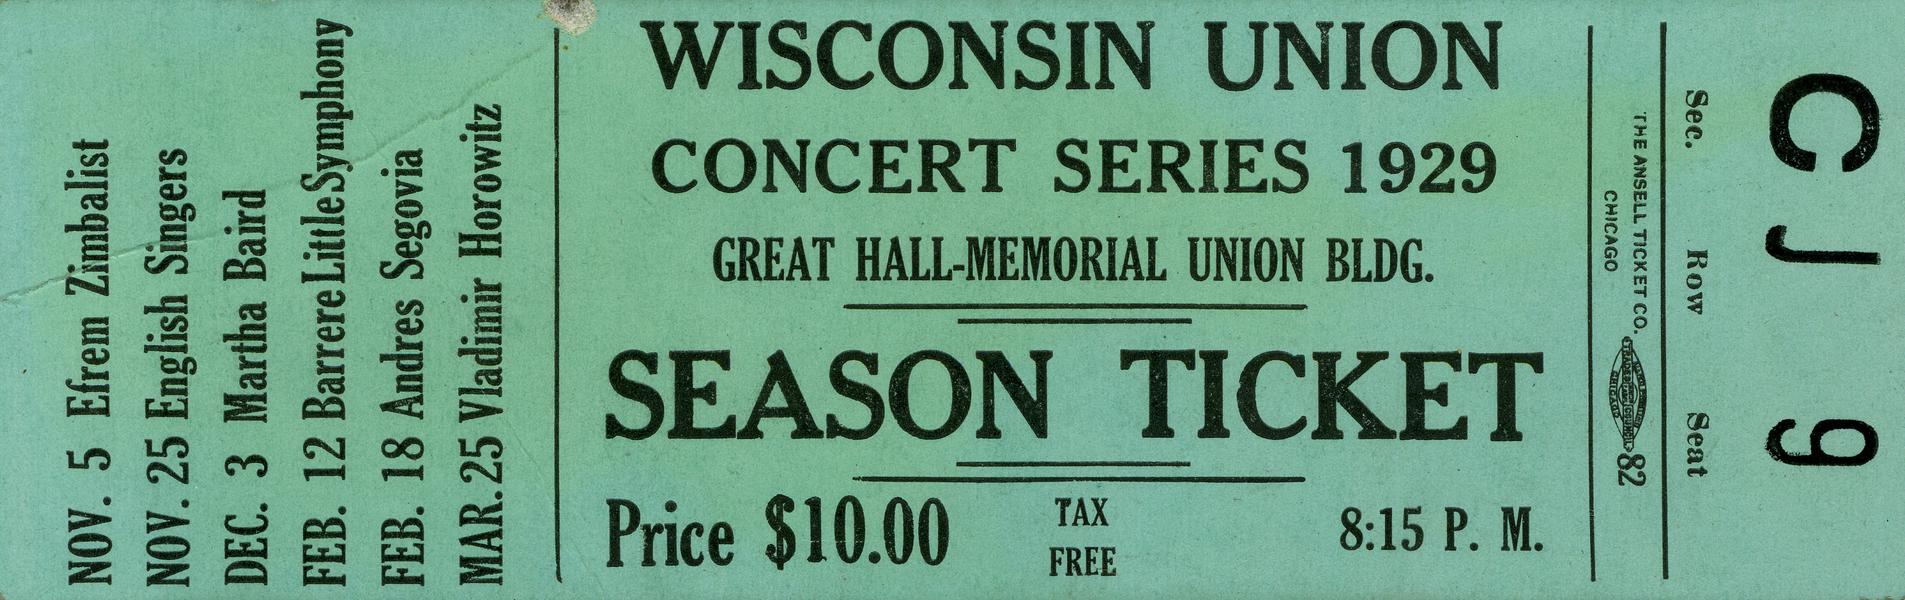 NOV. 5 Efrem Zimbalist
NOV. 25 English Singers
DEC. 3 Martha Baird
FEB. 12 Barrere Little Symphony
FEB. 18 Andres Segovia
MAR. 25 Vladimir Horowitz
WISCONSIN UNION
CONCERT SERIES 1929
GREAT HALL-MEMORIAL UNION BLDG.
SEASON TICKET
Price $10.00
TAX
FREE
8:15 P. M.
THE ANSELL TICKET CO. 82
CHICAGO
Sec. Row Seat
C J 9